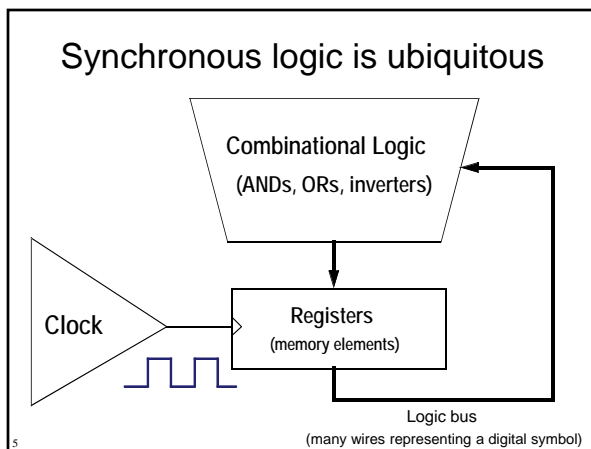 Synchronous logic is ubiquitous
Combinational Logic
(ANDs, ORs, inverters)
Clock
Registers
(memory elements)
Logic bus
(many wires representing a digital symbol)
5